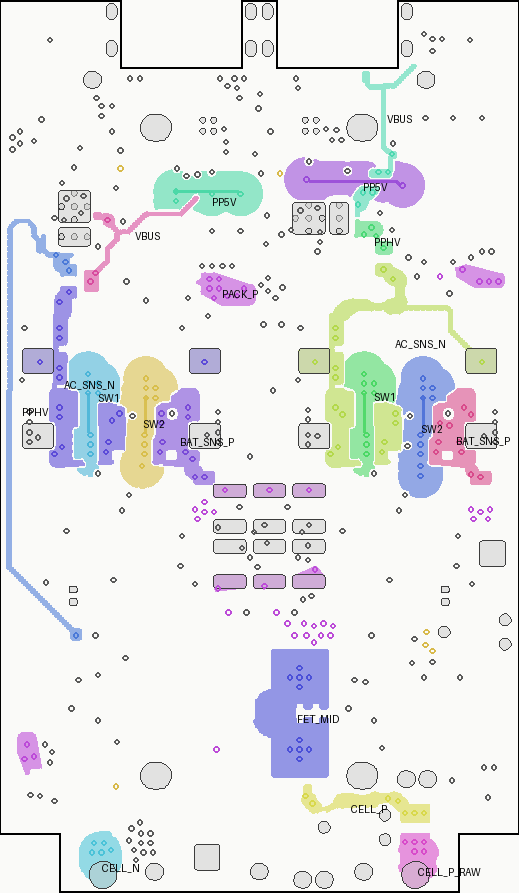 VBUS
PP5V
PP5V
VBUS
PPHV
PACK_P
AC_SNS_N
AC_SNS_N
SW1
SW1
PPHV
SW2
SW2
BAT_SNS_P
BAT_SNS_P
FET_MID
CELL_P
CELL_N
CELL_P_RAW